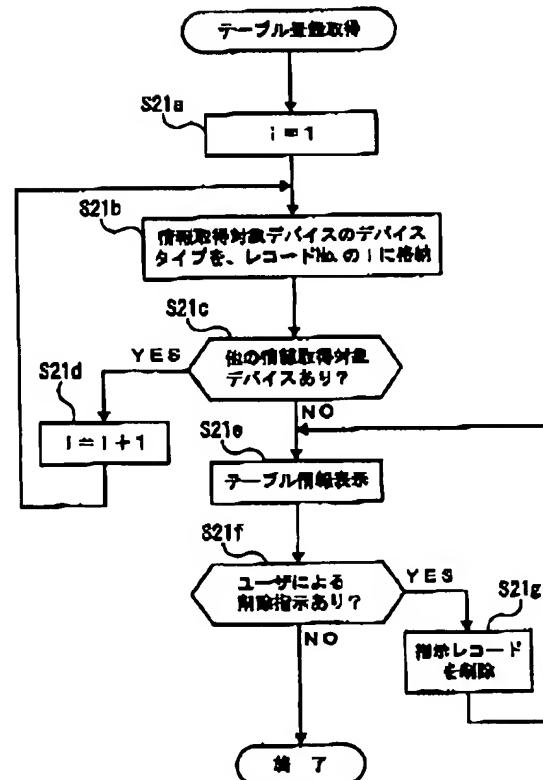 テーブル登録取得
S21a
i=1
S21b
情報取得対象デバイスのデバイス
タイプを、レコードNo.のiに格納
S21c
YES
他の情報取得対象
デバイスあり?
S21d
NO
i=i+1
S21e
テーブル情報表示
S21f
ユーザによる
削除指示あり?
YES
S21g
NO
指示レコード
を削除
終了